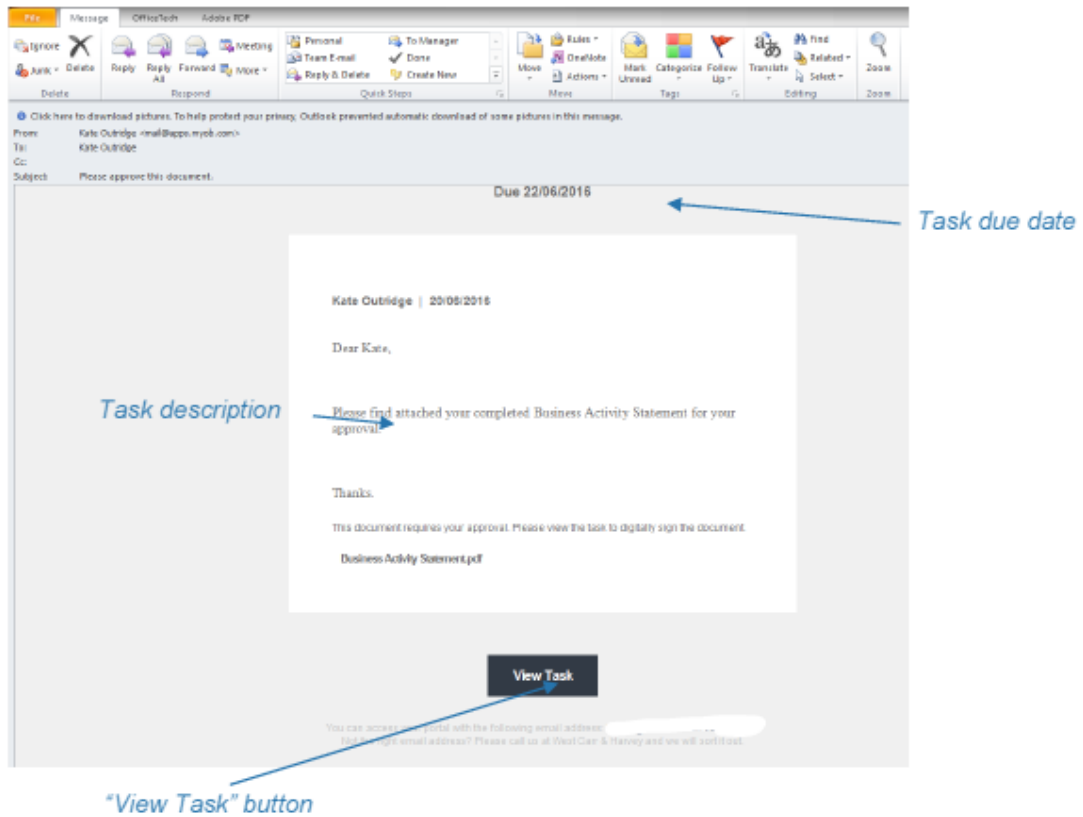 File Message OfficeTech Adobe PDF
Ignore
Junk Delete
Reply Reply All Forward Meeting More
Personal To Manager
Team E-mail Done
Reply & Delete Create New
Move Rules OneNote Actions
Mark Unread Categorize Follow Up
Translate Find Related Select
Zoom
Delete Respond Quick Steps Move Tags Editing Zoom
Click here to download pictures. To help protect your privacy, Outlook prevented automatic download of some pictures in this message.
From: Kate Outridge <mail@apps.myob.com>
To: Kate Outridge
Cc:
Subject: Please approve this document.
Due 22/06/2016
Task due date
Kate Outridge | 20/06/2016
Dear Kate,
Task description
Please find attached your completed Business Activity Statement for your
approval.
Thanks.
This document requires your approval. Please view the task to digitally sign the document.
Business Activity Statement.pdf
View Task
You can access your portal with the following email address:
Not the right email address? Please call us at West Carr & Harvey and we will sort it out.
"View Task" button